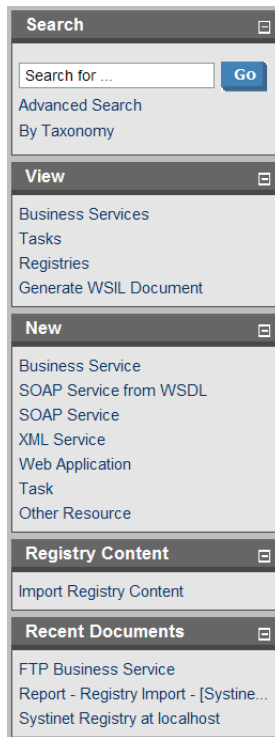 Search
Search for ...
Go
Advanced Search
By Taxonomy
View
Business Services
Tasks
Registries
Generate WSIL Document
New
Business Service
SOAP Service from WSDL
SOAP Service
XML Service
Web Application
Task
Other Resource
Registry Content
Import Registry Content
Recent Documents
FTP Business Service
Report - Registry Import - [Systine...
Systinet Registry at localhost